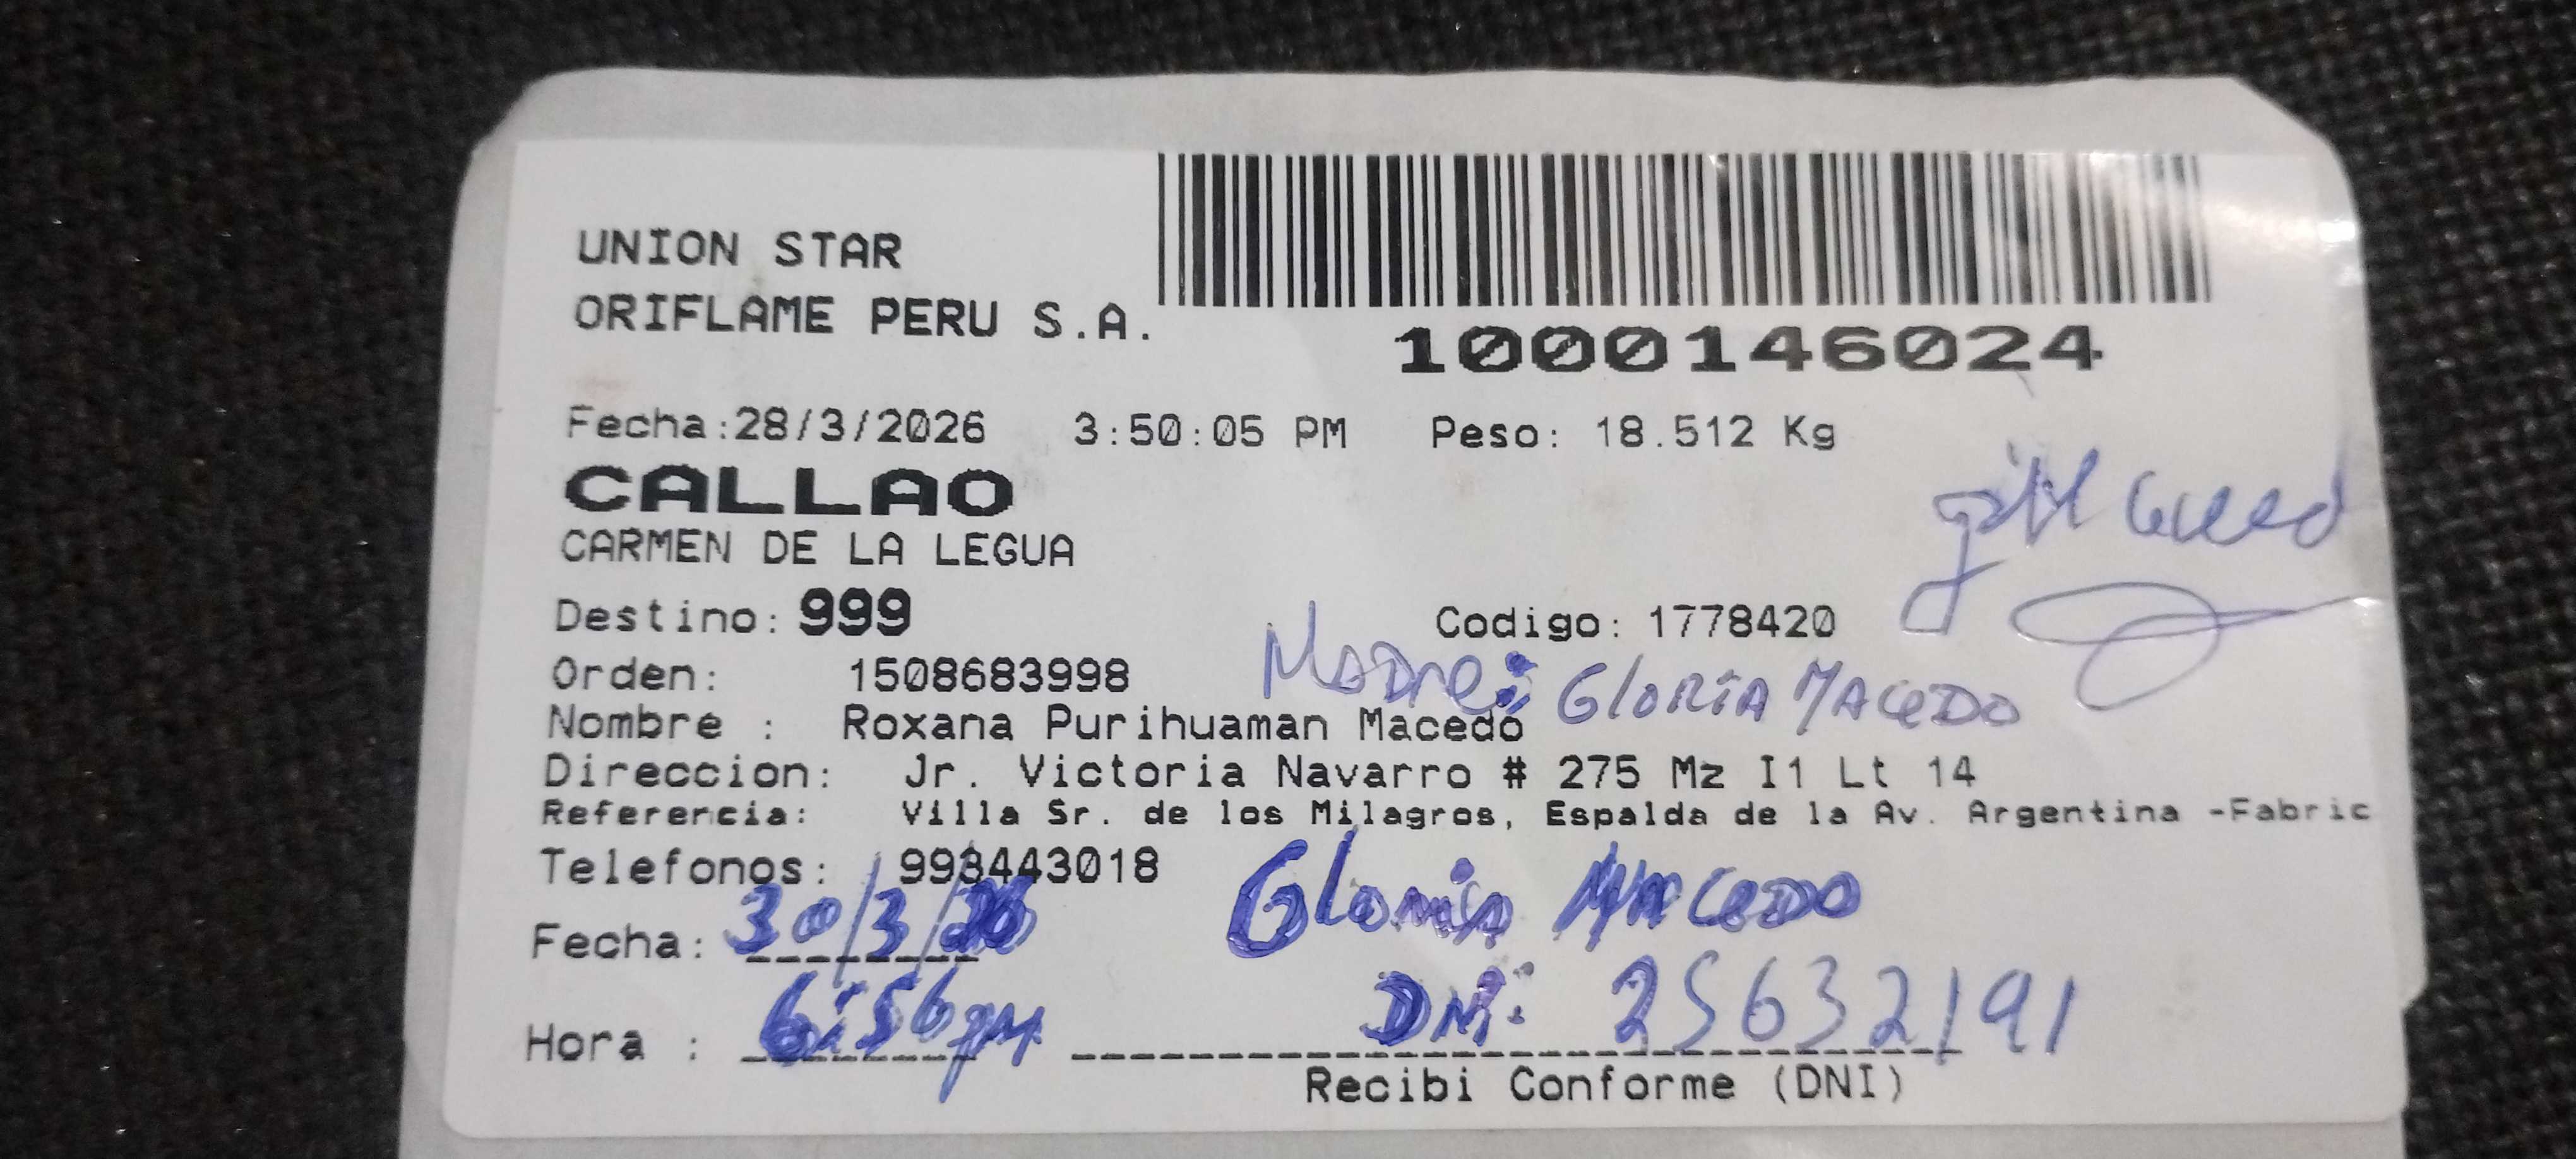 UNION STAR
ORIFLAME PERU S.A.
1000146024
Fecha:28/3/2026 3:50:05 PM Peso: 18.512 Kg
CALLAO
CARMEN DE LA LEGUA
Destino: 999 Codigo: 1778420
Orden: 1508683998
Madre: GLORIA MACEDO
Nombre : Roxana Purihuaman Macedo
Direccion: Jr. Victoria Navarro # 275 Mz I1 Lt 14
Referencia: Villa Sr. de los Milagros, Espalda de la Av. Argentina -Fabric
Telefonos: 993443018
Fecha: 30/3/26 Gloria MACEDO
Hora : 6:56 pm DNi: 25632191
Recibi Conforme (DNI)